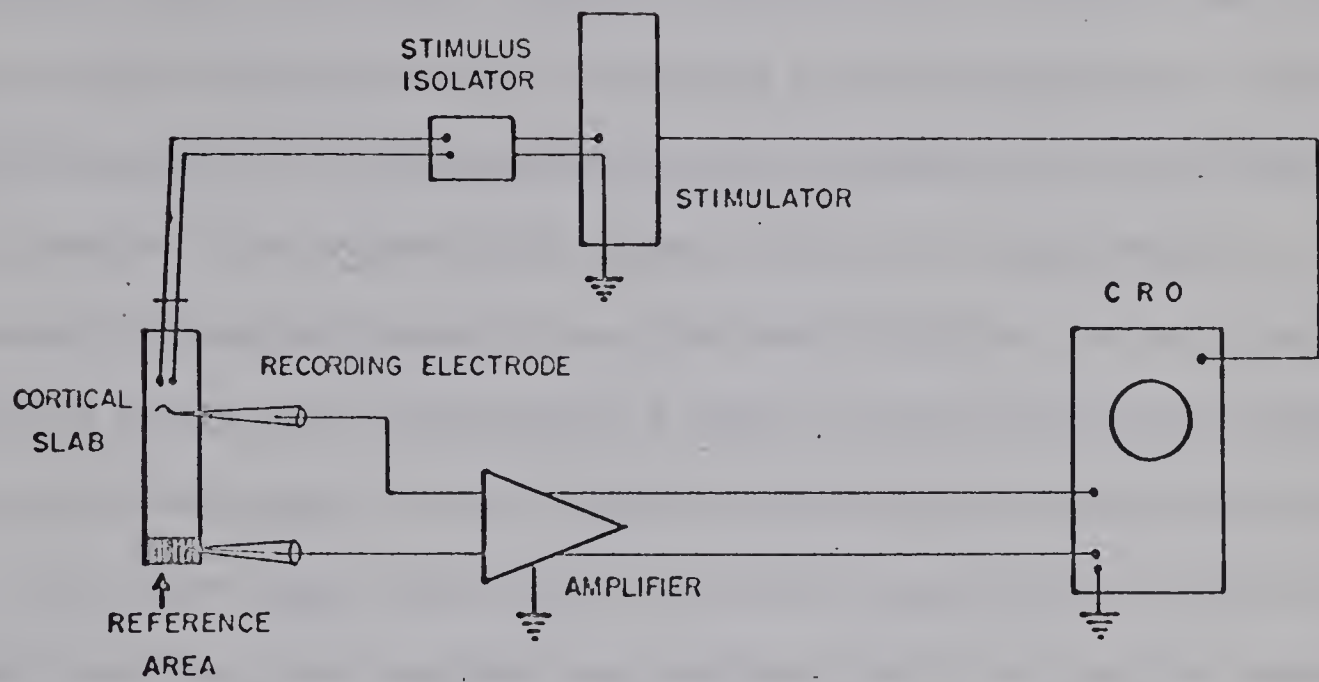 STIMULUS
ISOLATOR
STIMULATOR
C R O
RECORDING ELECTRODE
CORTICAL
SLAB
AMPLIFIER
REFERENCE
AREA